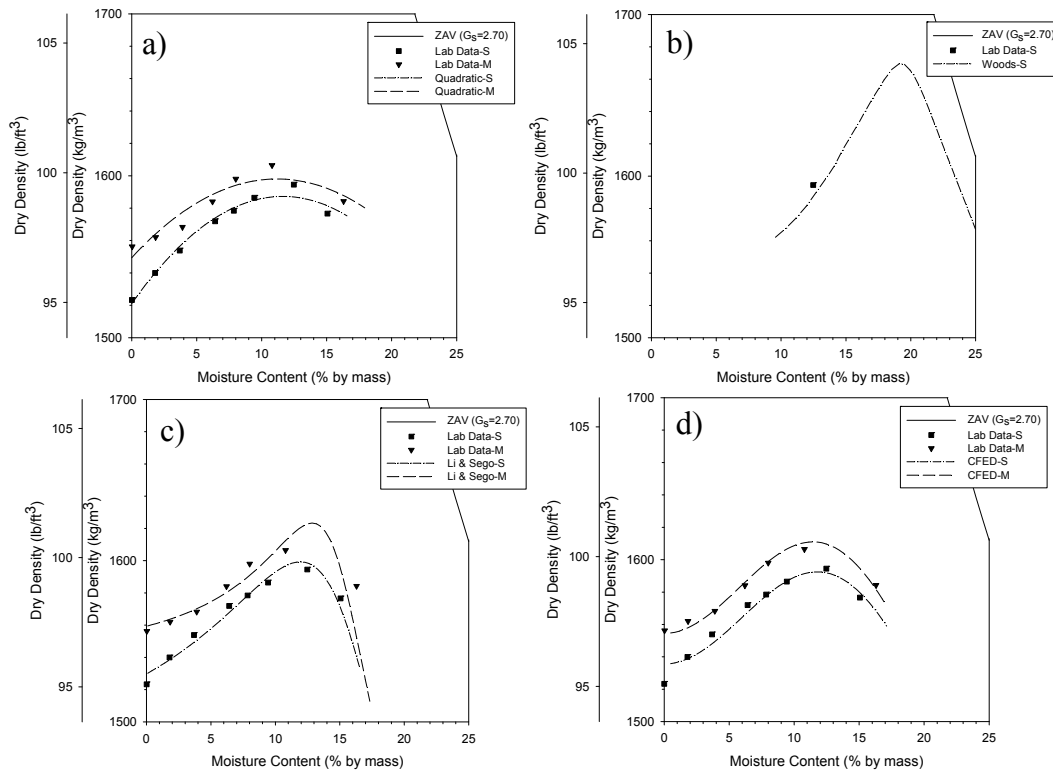 a)
ZAV (Gs=2.70)
Lab Data-S
Lab Data-M
Quadratic-S
Quadratic-M
Dry Density (lb/ft3)
105
100
95
Dry Density (kg/m3)
1700
1600
1500
0 5 10 15 20 25
Moisture Content (% by mass)
b)
ZAV (Gs=2.70)
Lab Data-S
Woods-S
Dry Density (lb/ft3)
105
100
95
Dry Density (kg/m3)
1700
1600
1500
0 5 10 15 20 25
Moisture Content (% by mass)
c)
ZAV (Gs=2.70)
Lab Data-S
Lab Data-M
Li & Sego-S
Li & Sego-M
Dry Density (lb/ft3)
105
100
95
Dry Density (kg/m3)
1700
1600
1500
0 5 10 15 20 25
Moisture Content (% by mass)
d)
ZAV (Gs=2.70)
Lab Data-S
Lab Data-M
CFED-S
CFED-M
Dry Density (lb/ft3)
105
100
95
Dry Density (kg/m3)
1700
1600
1500
0 5 10 15 20 25
Moisture Content (% by mass)